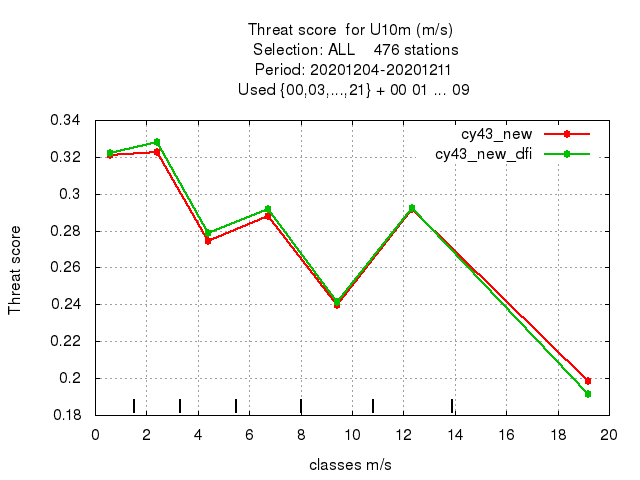 Threat score for U10m (m/s)
Selection: ALL 476 stations
Period: 20201204-20201211
Used {00,03,...,21} + 00 01 ... 09
cy43_new
cy43_new_dfi
Threat score
0.34
0.32
0.3
0.28
0.26
0.24
0.22
0.2
0.18
0 2 4 6 8 10 12 14 16 18 20
classes m/s